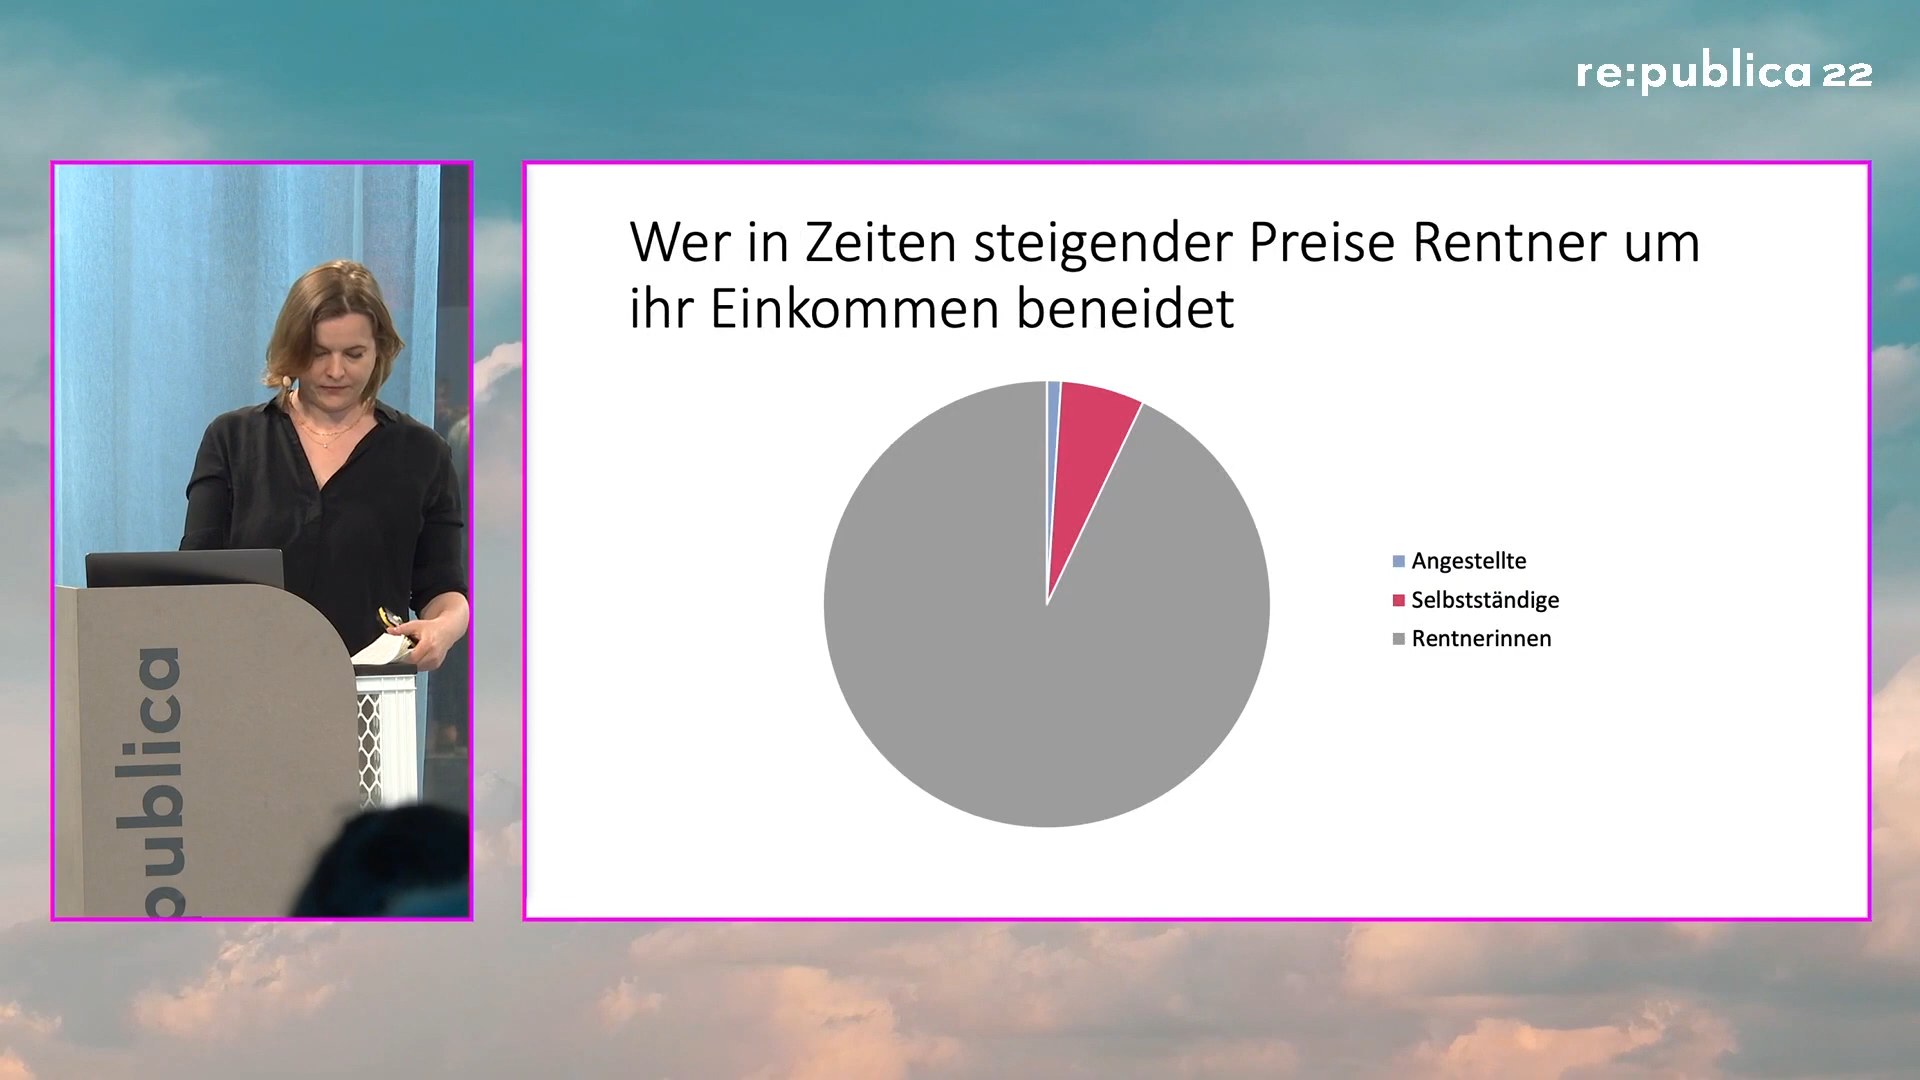 re:publica 22
Wer in Zeiten steigender Preise Rentner um
ihr Einkommen beneidet
Angestellte
Selbstständige
Rentnerinnen
publica